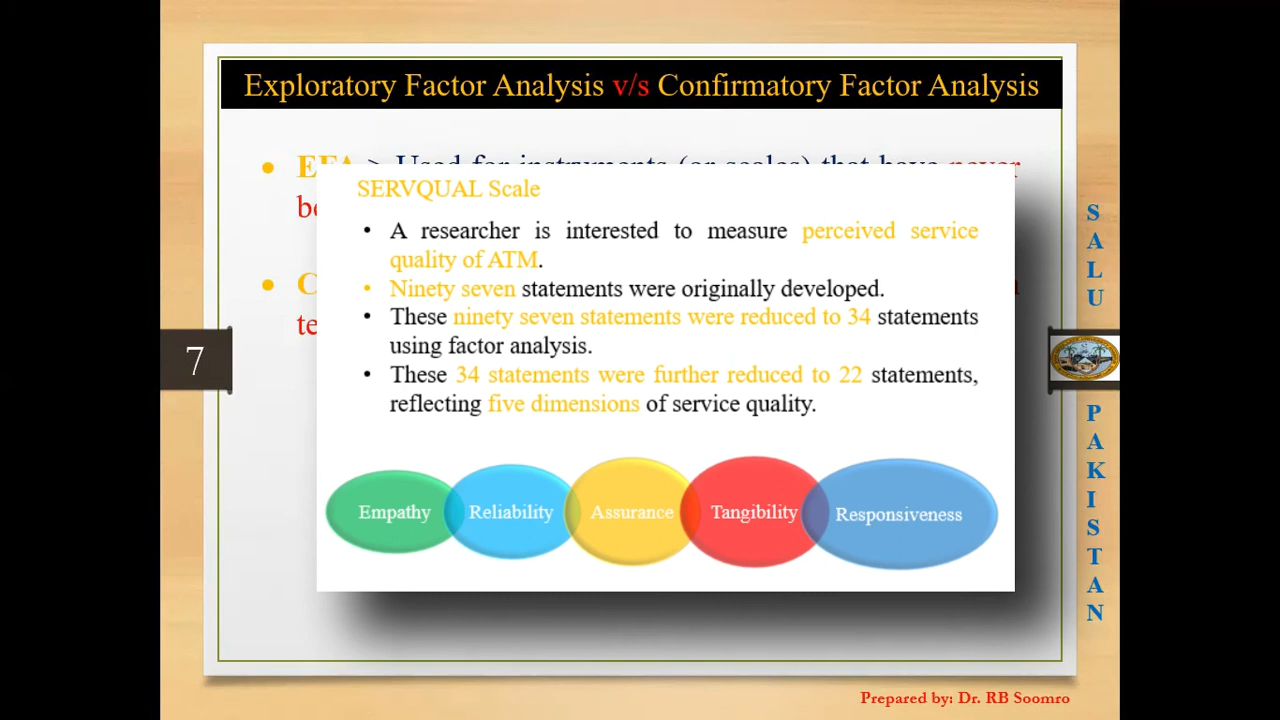 Exploratory Factor Analysis v/s Confirmatory Factor Analysis
SERVQUAL Scale
• A researcher is interested to measure perceived service
quality of ATM.
• Ninety seven statements were originally developed.
• These ninety seven statements were reduced to 34 statements
using factor analysis.
• These 34 statements were further reduced to 22 statements,
reflecting five dimensions of service quality.
Empathy
Reliability
Assurance
Tangibility
Responsiveness
7
SALU
PAKISTAN
Prepared by: Dr. RB Soomro